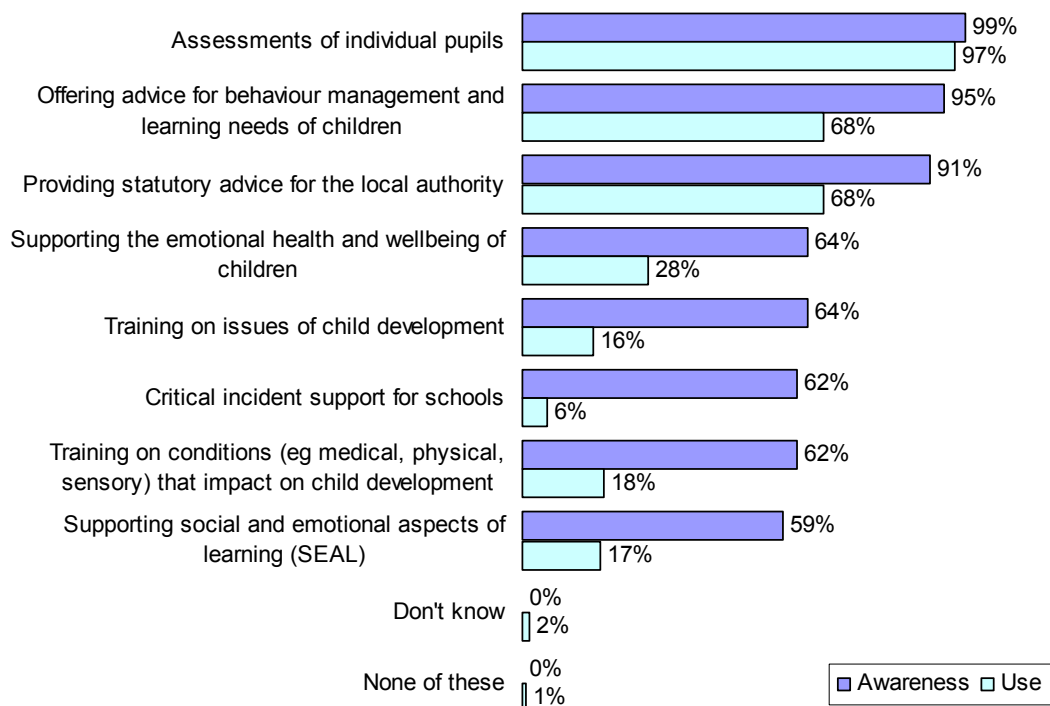 Assessments of individual pupils
99%
97%
Offering advice for behaviour management and
learning needs of children
95%
68%
Providing statutory advice for the local authority
91%
68%
Supporting the emotional health and wellbeing of
children
64%
28%
Training on issues of child development
64%
16%
Critical incident support for schools
62%
6%
Training on conditions (eg medical, physical,
sensory) that impact on child development
62%
18%
Supporting social and emotional aspects of
learning (SEAL)
59%
17%
Don't know
0%
2%
None of these
0%
1%
Awareness Use